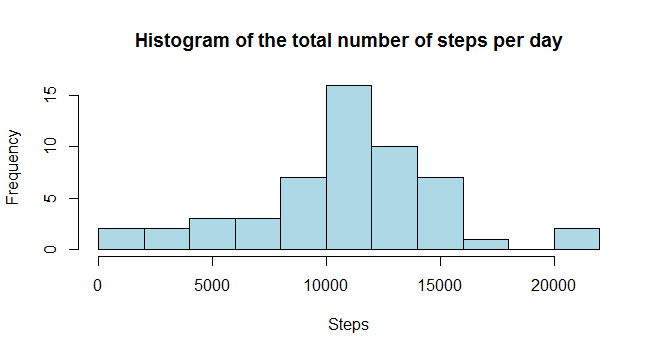 Histogram of the total number of steps per day
Frequency
15
10
5
0
0 5000 10000 15000 20000
Steps